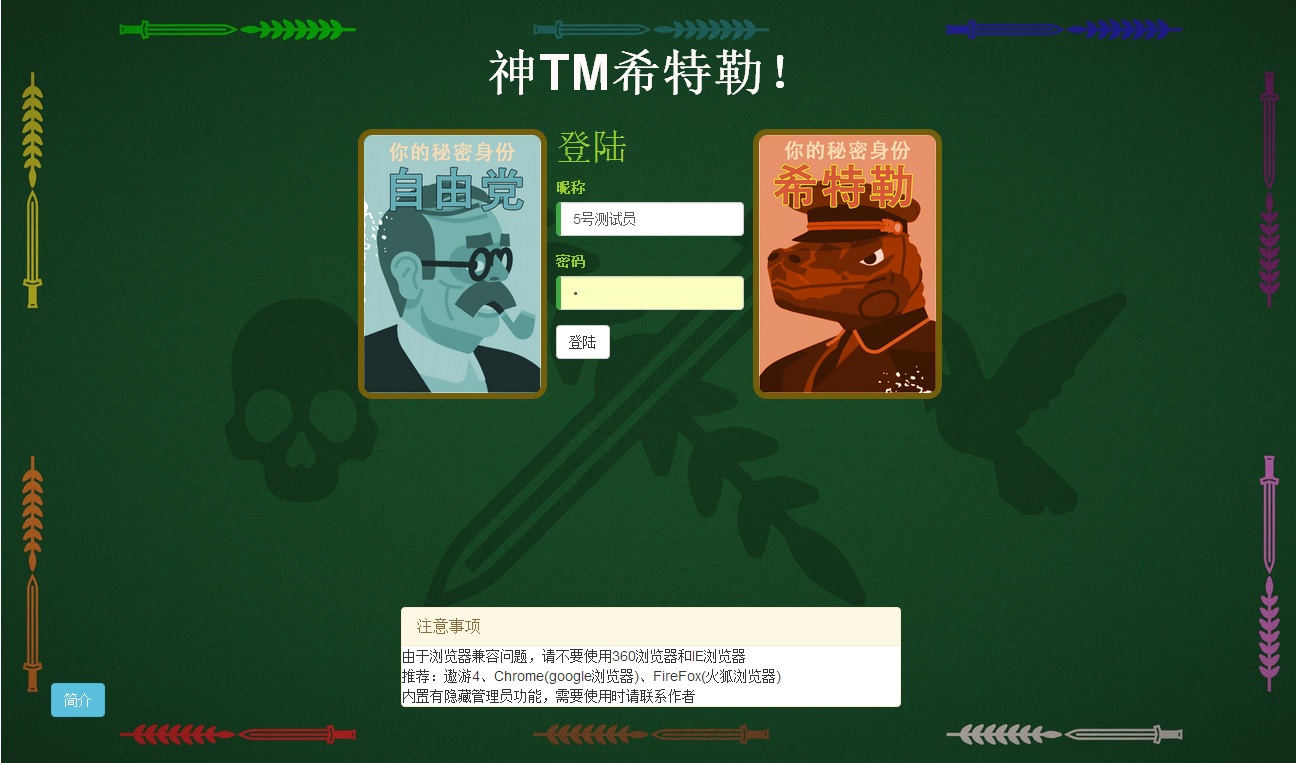 神TM希特勒！
你的秘密身份
自由党
登陆
昵称
5号测试员
密码
登陆
你的秘密身份
希特勒
注意事项
由于浏览器兼容问题，请不要使用360浏览器和IE浏览器
推荐：遨游4、Chrome(google浏览器)、FireFox(火狐浏览器)
内置有隐藏管理员功能，需要使用时请联系作者
简介